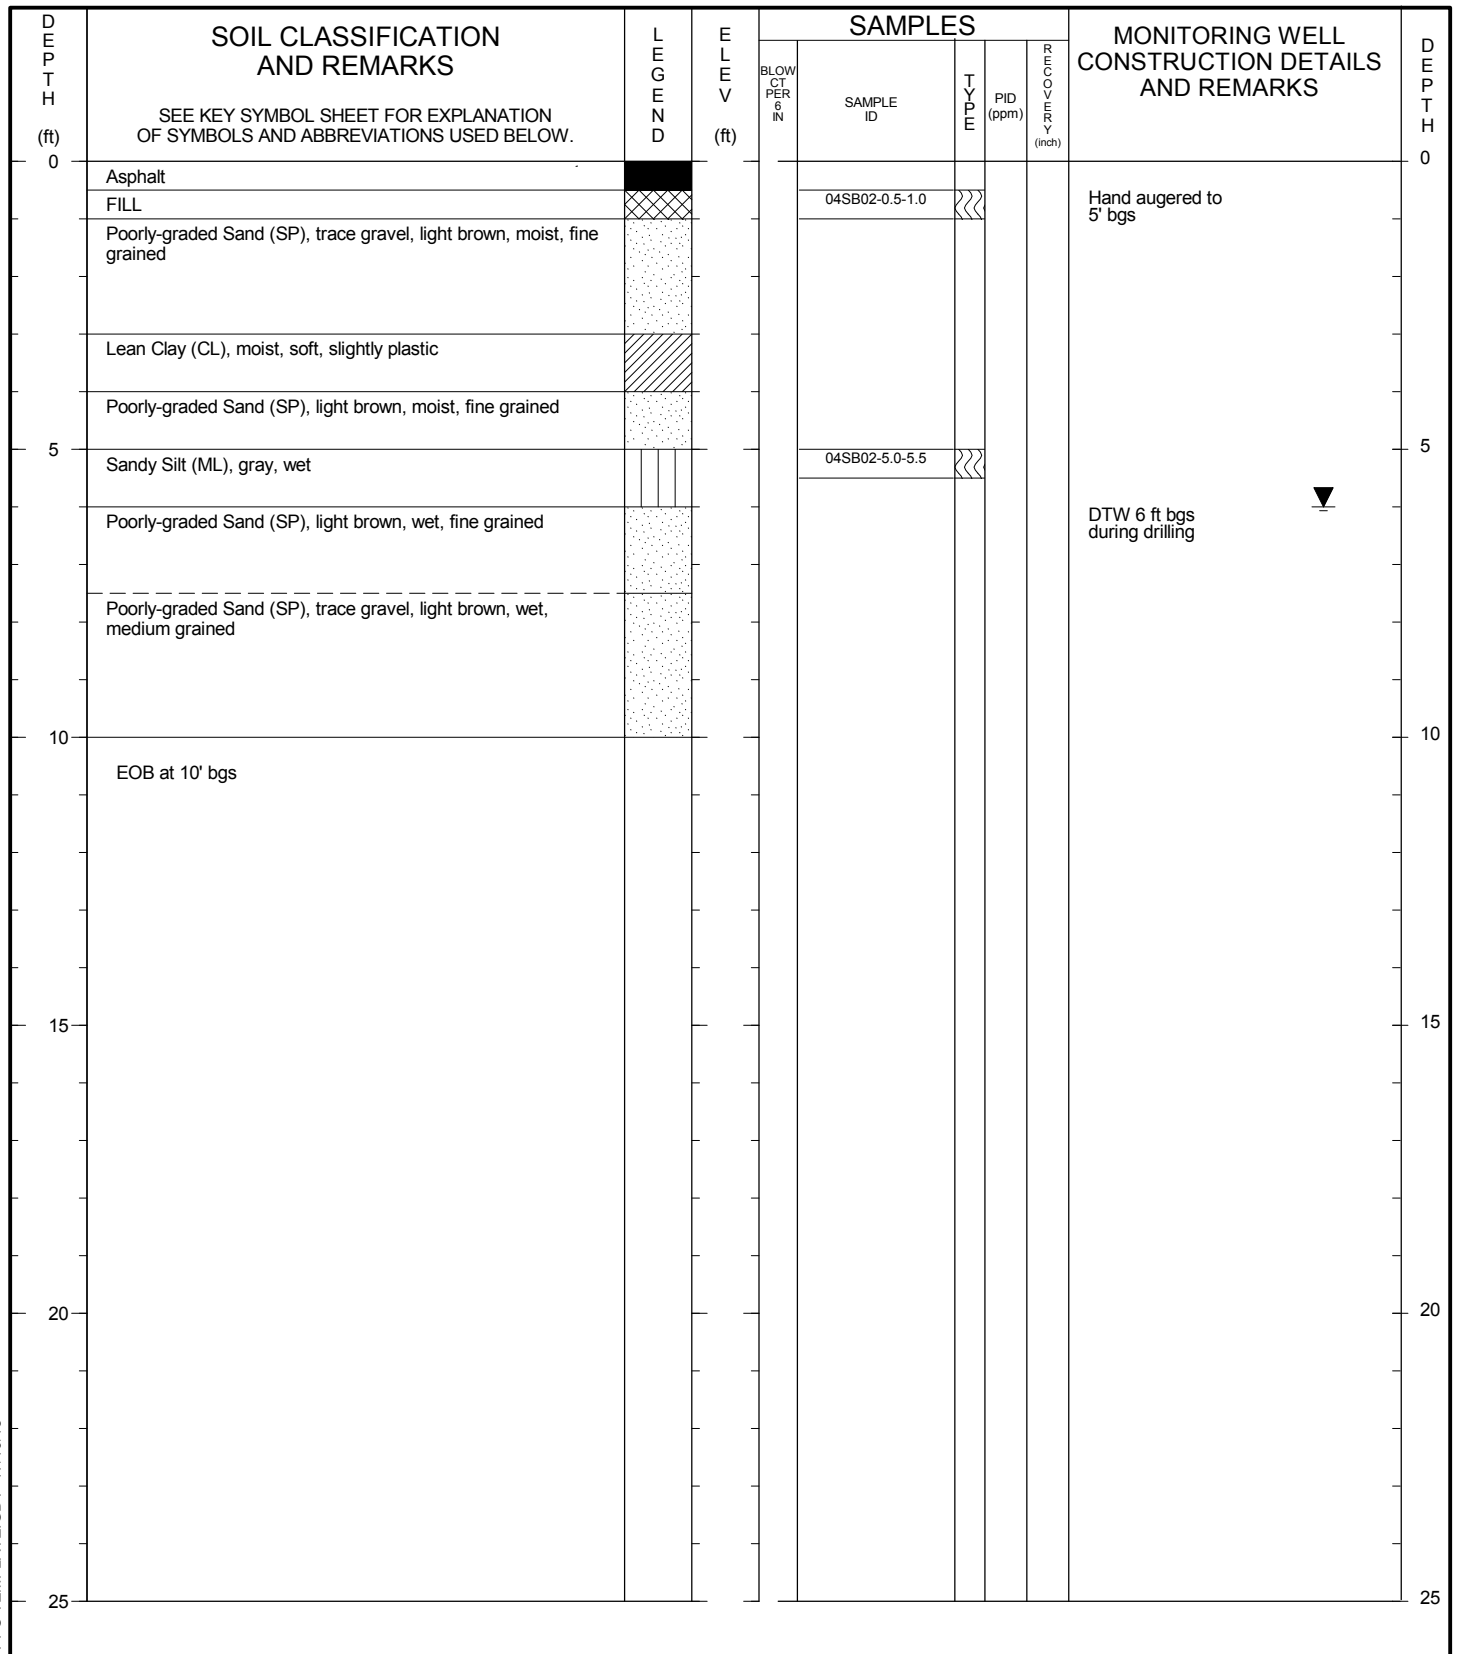 DEPTH
(ft)
SOIL CLASSIFICATION
AND REMARKS
SEE KEY SYMBOL SHEET FOR EXPLANATION
OF SYMBOLS AND ABBREVIATIONS USED BELOW.
LEGEND
ELEV
(ft)
SAMPLES
BLOW
CT
PER
6
IN
SAMPLE
ID
TYPE
PID
(ppm)
RECOVERY
(inch)
MONITORING WELL
CONSTRUCTION DETAILS
AND REMARKS
DEPTH
(ft)
0
0
Asphalt
FILL
04SB02-0.5-1.0
Hand augered to
5' bgs
Poorly-graded Sand (SP), trace gravel, light brown, moist, fine
grained
Lean Clay (CL), moist, soft, slightly plastic
Poorly-graded Sand (SP), light brown, moist, fine grained
5
5
Sandy Silt (ML), gray, wet
04SB02-5.0-5.5
Poorly-graded Sand (SP), light brown, wet, fine grained
DTW 6 ft bgs
during drilling
Poorly-graded Sand (SP), trace gravel, light brown, wet,
medium grained
10
10
EOB at 10' bgs
15
15
20
20
25
25